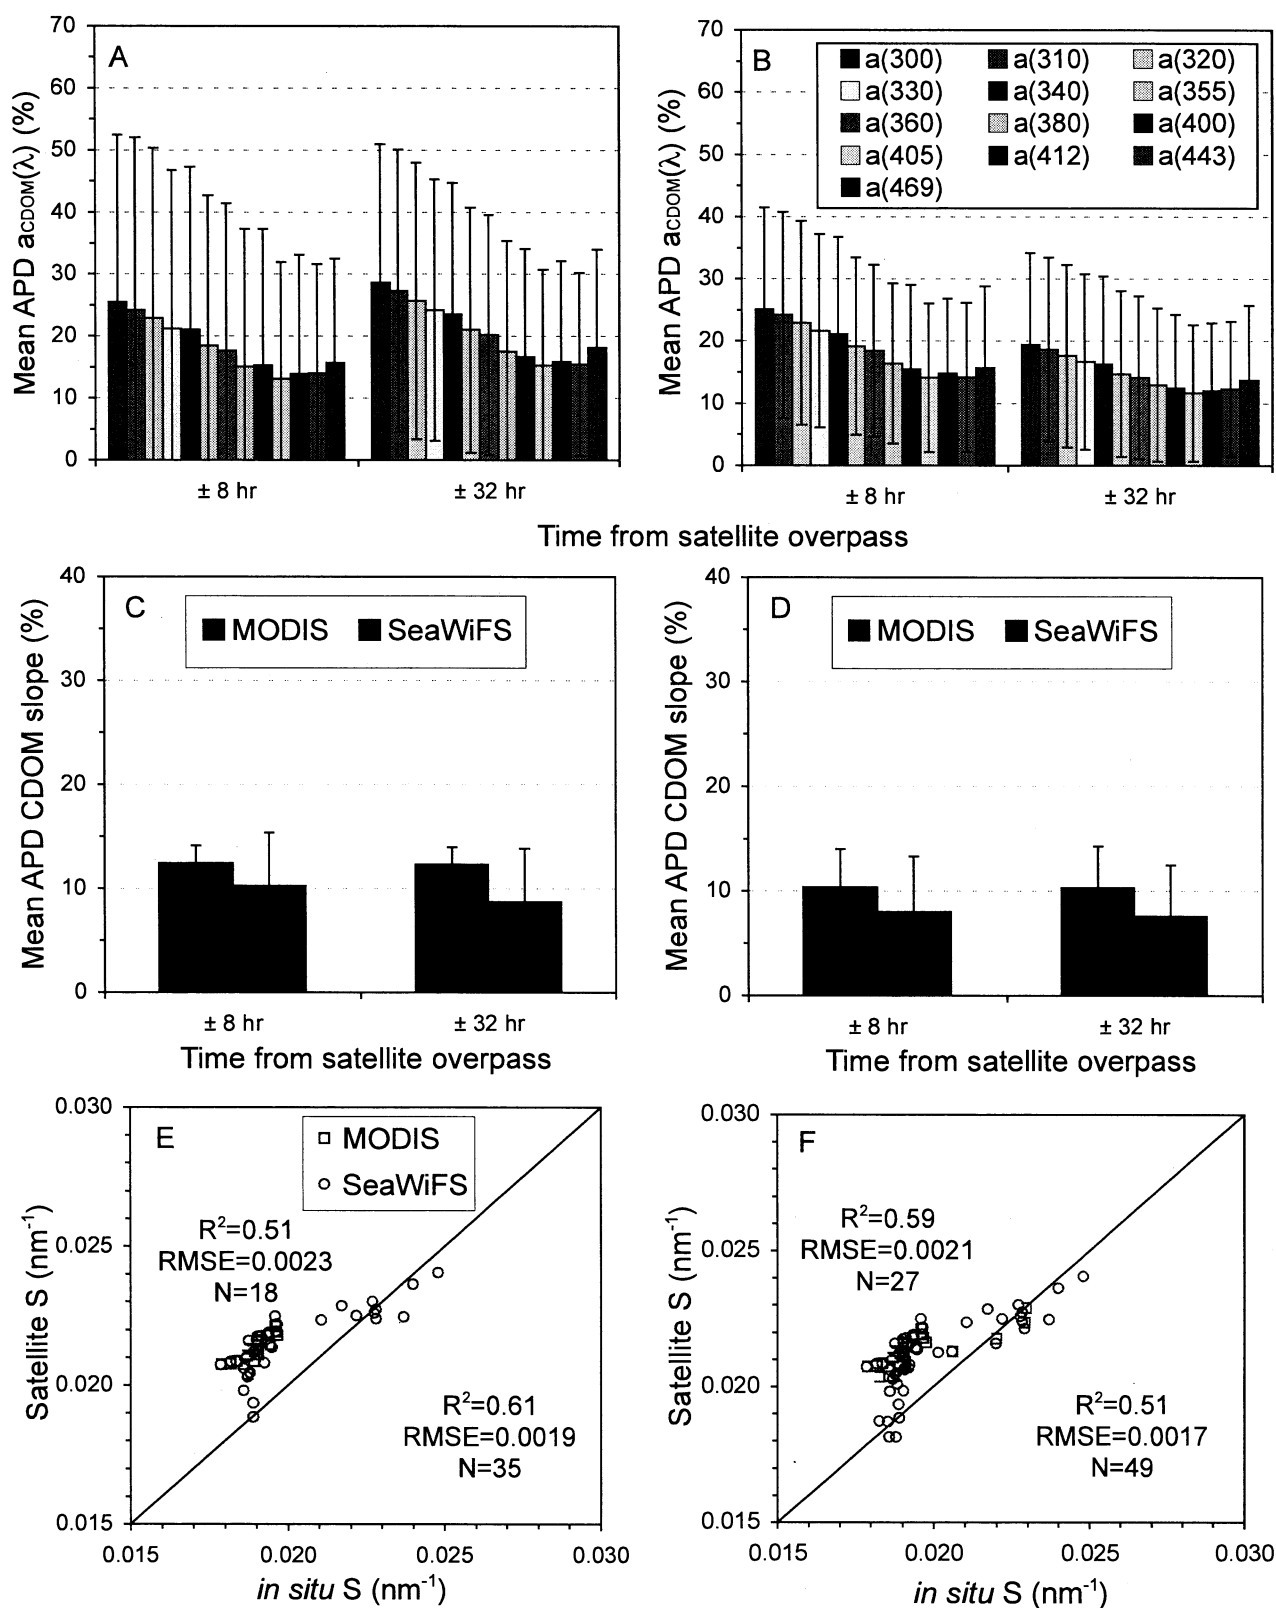 A
Mean APD aCDOM(λ) (%)
70
60
50
40
30
20
10
0
± 8 hr
± 32 hr
B
Mean APD aCDOM(λ) (%)
70
60
50
40
30
20
10
0
a(300) a(310) a(320)
a(330) a(340) a(355)
a(360) a(380) a(400)
a(405) a(412) a(443)
a(469)
± 8 hr
± 32 hr
Time from satellite overpass
C
Mean APD CDOM slope (%)
40
30
20
10
0
MODIS SeaWiFS
± 8 hr
± 32 hr
Time from satellite overpass
D
Mean APD CDOM slope (%)
40
30
20
10
0
MODIS SeaWiFS
± 8 hr
± 32 hr
Time from satellite overpass
E
Satellite S (nm⁻¹)
0.030
0.025
0.020
0.015
MODIS
SeaWiFS
R²=0.51
RMSE=0.0023
N=18
R²=0.61
RMSE=0.0019
N=35
0.015 0.020 0.025 0.030
in situ S (nm⁻¹)
F
Satellite S (nm⁻¹)
0.030
0.025
0.020
0.015
R²=0.59
RMSE=0.0021
N=27
R²=0.51
RMSE=0.0017
N=49
0.015 0.020 0.025 0.030
in situ S (nm⁻¹)